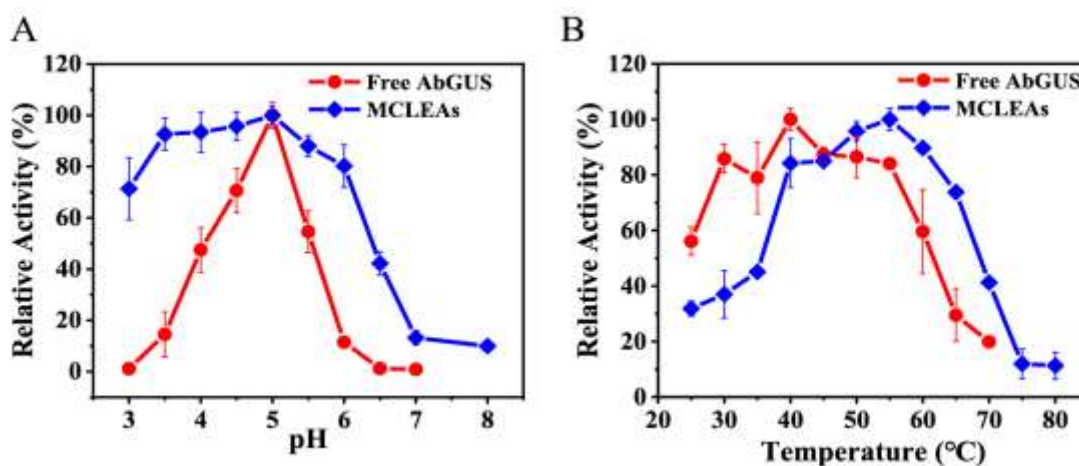 A
Relative Activity (%)
120
100
80
60
40
20
0
Free AbGUS
MCLEAs
3 4 5 6 7 8
pH
B
Relative Activity (%)
120
100
80
60
40
20
0
Free AbGUS
MCLEAs
20 30 40 50 60 70 80
Temperature (℃)